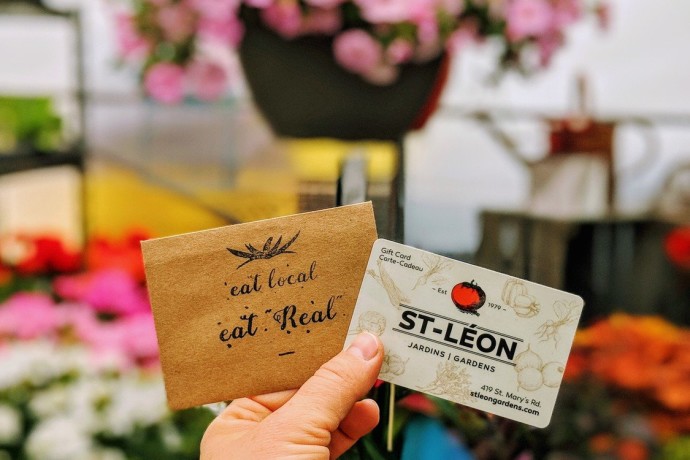 eat local
eat "Real"
Gift Card
Carte-Cadeau
- Est 1979 -
ST-LÉON
JARDINS | GARDENS
419 St. Mary's Rd.
stleongardens.com